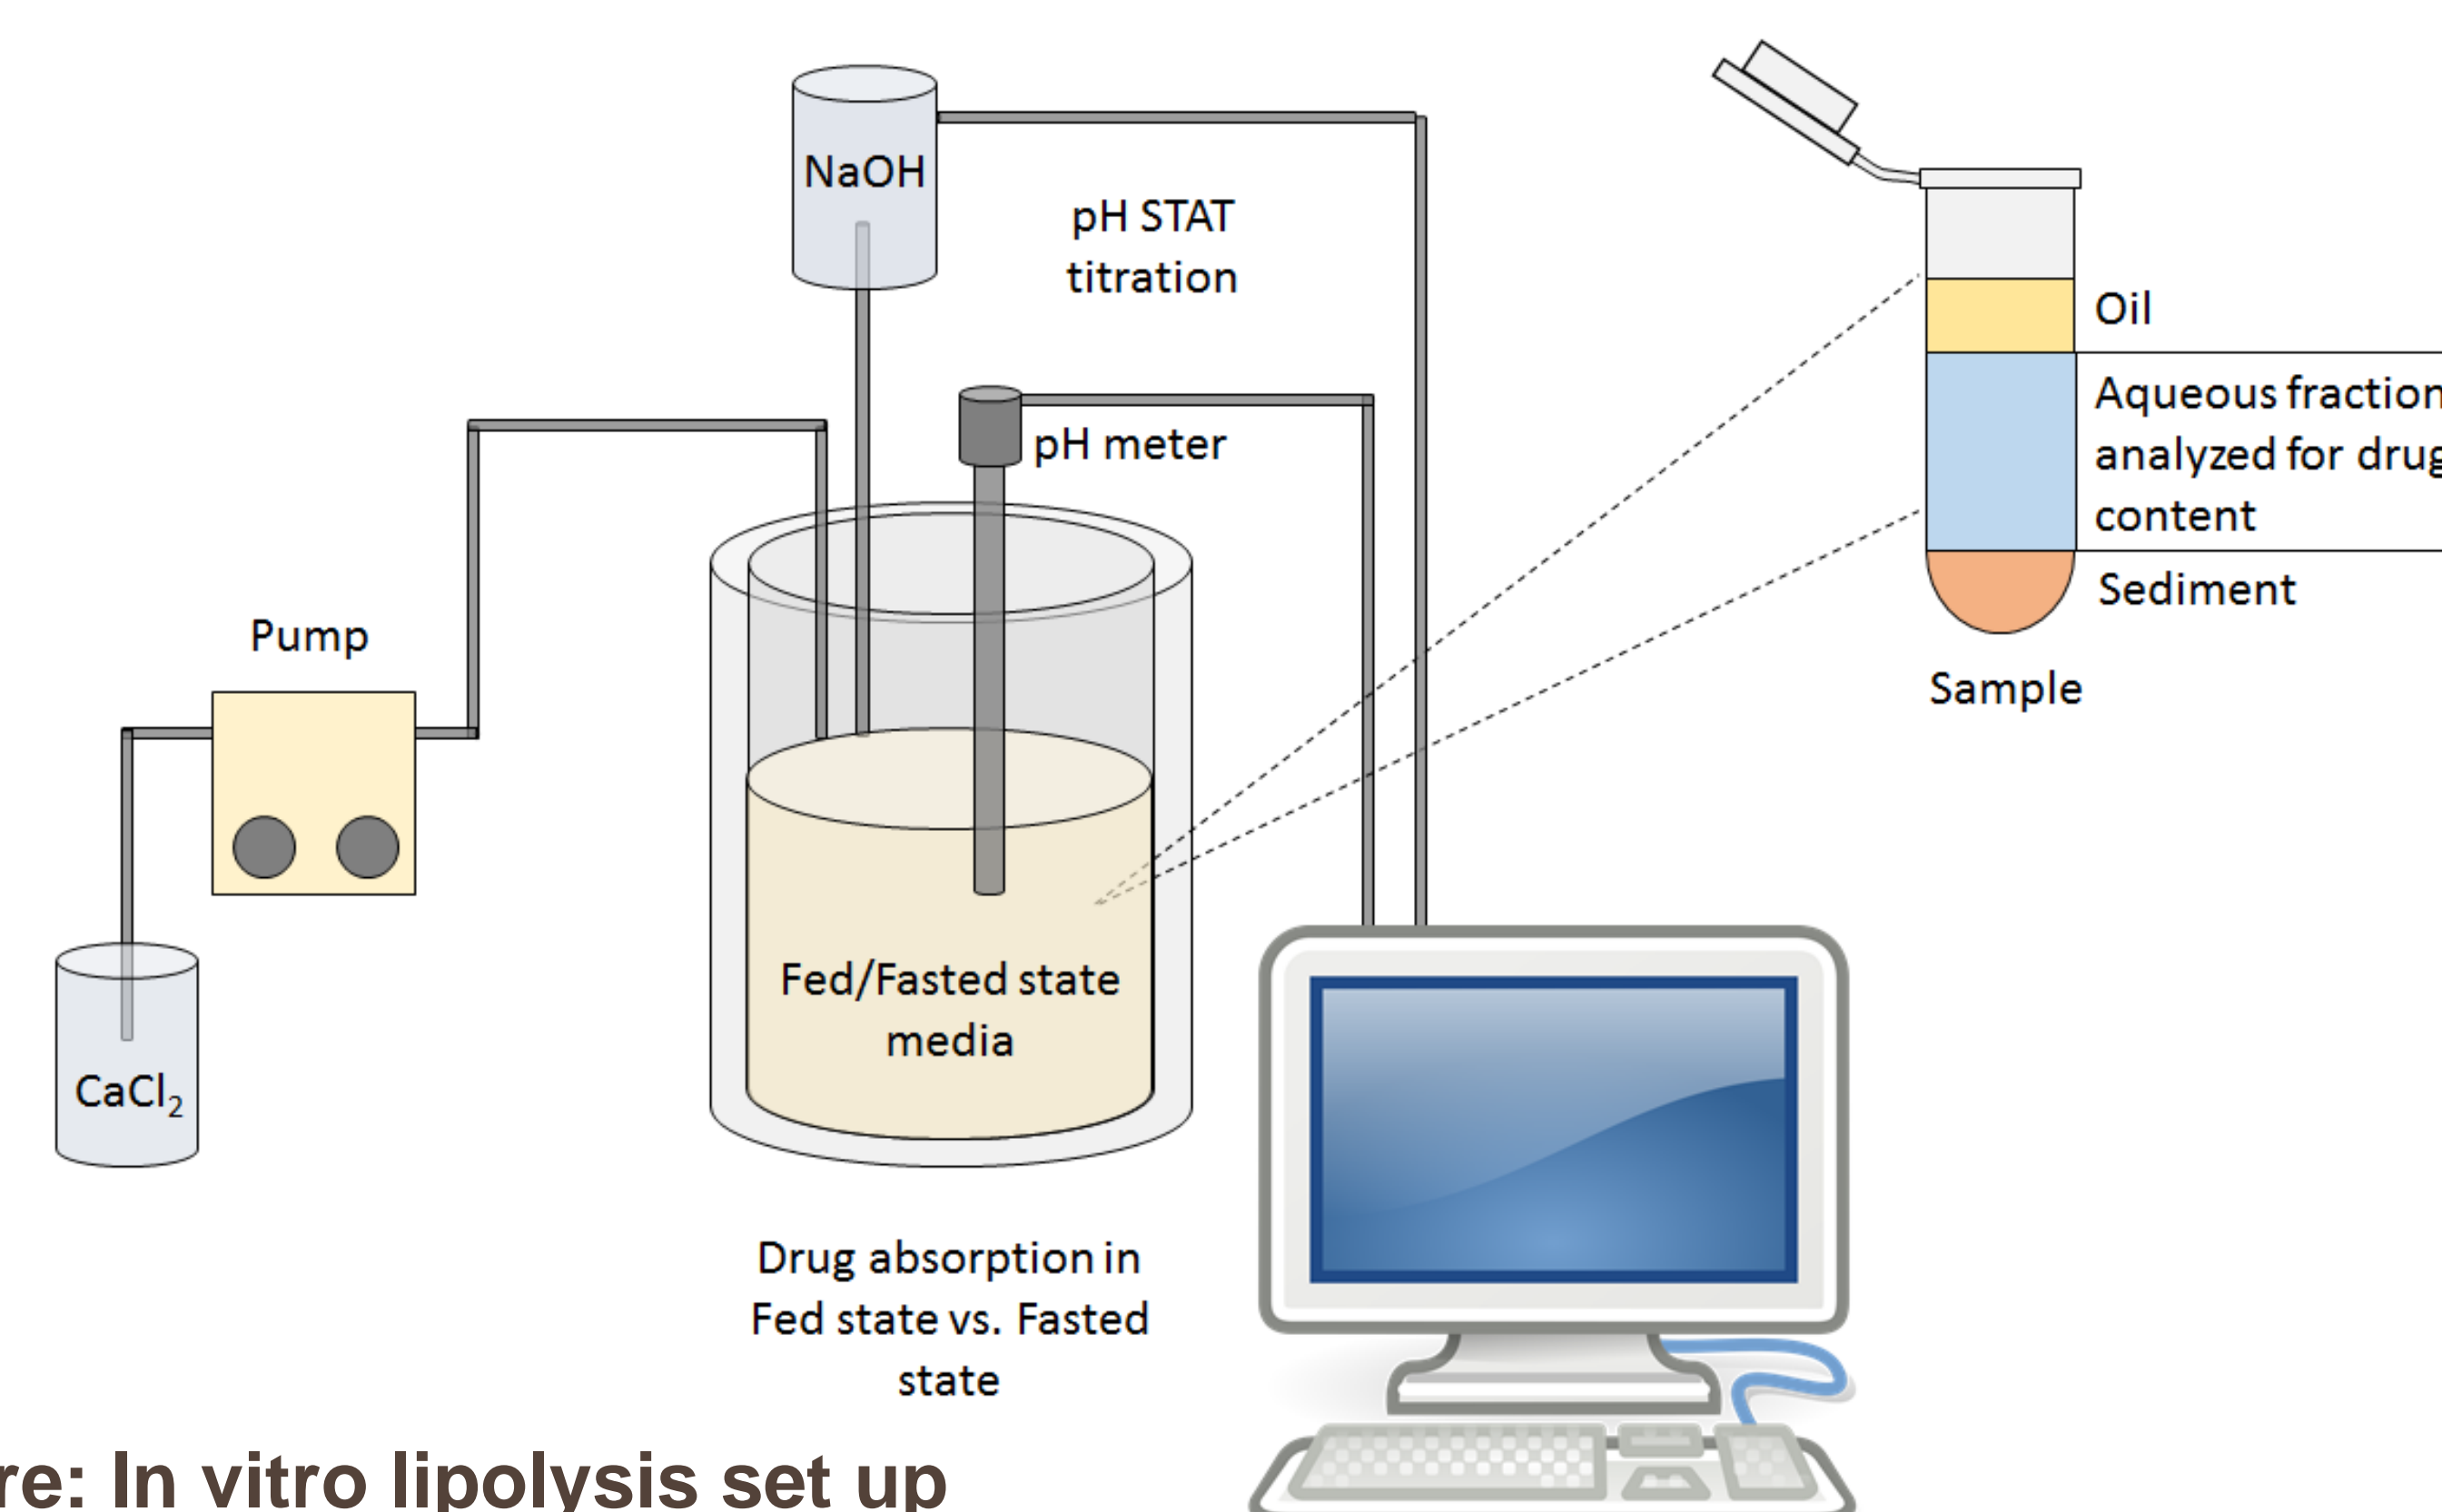 NaOH
pH STAT
titration
pH meter
Pump
CaCl₂
Fed/Fasted state
media
Drug absorption in
Fed state vs. Fasted
state
Oil
Aqueous fraction
analyzed for drug
content
Sediment
Sample
re: In vitro lipolysis set up